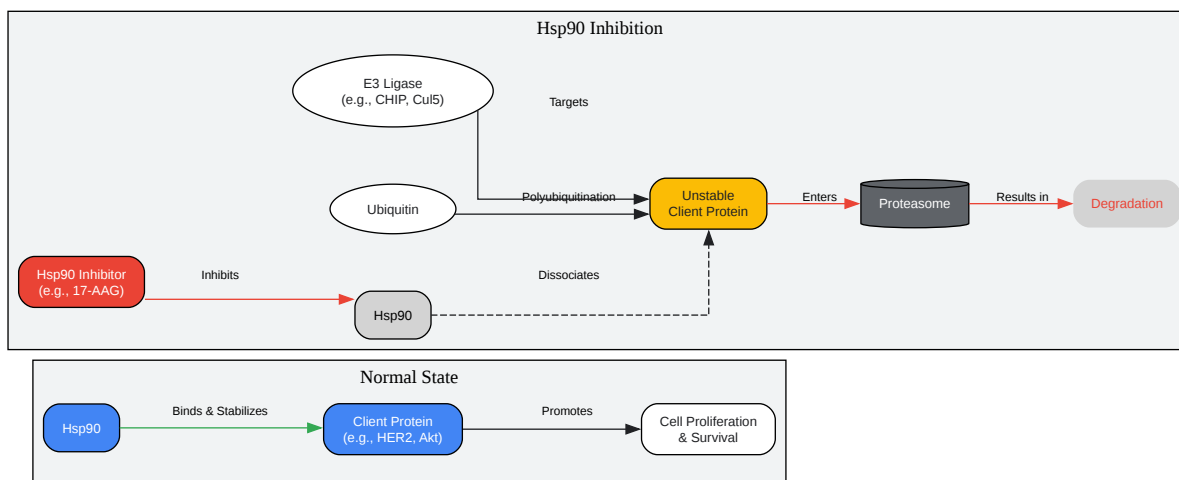 Hsp90 Inhibition
E3 Ligase
(e.g., CHIP, Cul5)
Targets
Ubiquitin
Polyubiquitination
Unstable
Client Protein
Enters
Proteasome
Results in
Degradation
Hsp90 Inhibitor
(e.g., 17-AAG)
Inhibits
Hsp90
Dissociates
Normal State
Hsp90
Binds & Stabilizes
Client Protein
(e.g., HER2, Akt)
Promotes
Cell Proliferation
& Survival